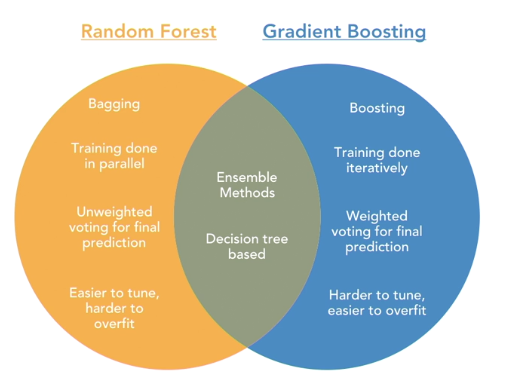 Random Forest
Gradient Boosting
Bagging
Training done
in parallel
Unweighted
voting for final
prediction
Easier to tune,
harder to
overfit
Ensemble
Methods
Decision tree
based
Boosting
Training done
iteratively
Weighted
voting for final
prediction
Harder to tune,
easier to overfit